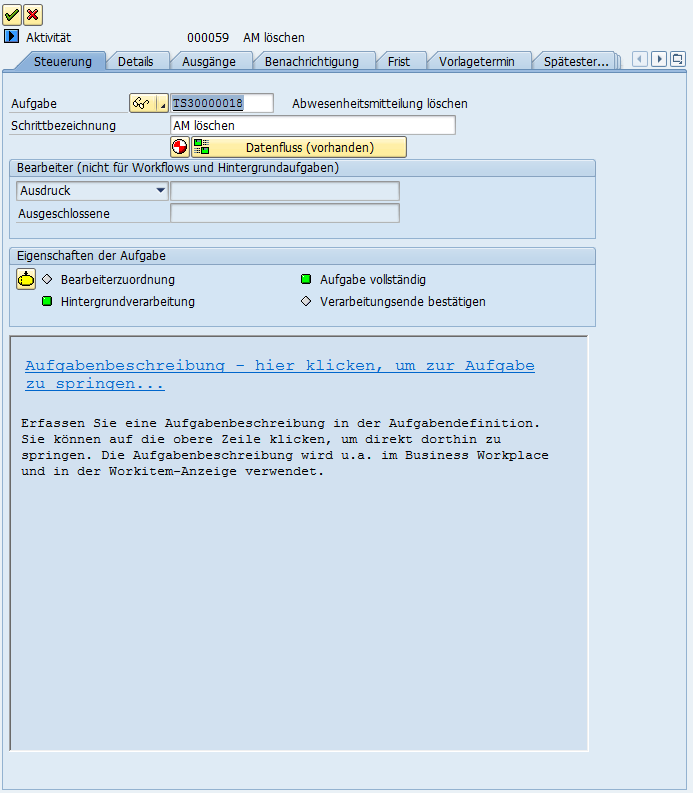 Aktivität 000059 AM löschen
Steuerung Details Ausgänge Benachrichtigung Frist Vorlagetermin Spätester...
Aufgabe TS30000018 Abwesenheitsmitteilung löschen
Schrittbezeichnung AM löschen
Datenfluss (vorhanden)
Bearbeiter (nicht für Workflows und Hintergrundaufgaben)
Ausdruck
Ausgeschlossene
Eigenschaften der Aufgabe
Bearbeiterzuordnung Aufgabe vollständig
Hintergrundverarbeitung Verarbeitungsende bestätigen
Aufgabenbeschreibung - hier klicken, um zur Aufgabe
zu springen...
Erfassen Sie eine Aufgabenbeschreibung in der Aufgabendefinition.
Sie können auf die obere Zeile klicken, um direkt dorthin zu
springen. Die Aufgabenbeschreibung wird u.a. im Business Workplace
und in der Workitem-Anzeige verwendet.